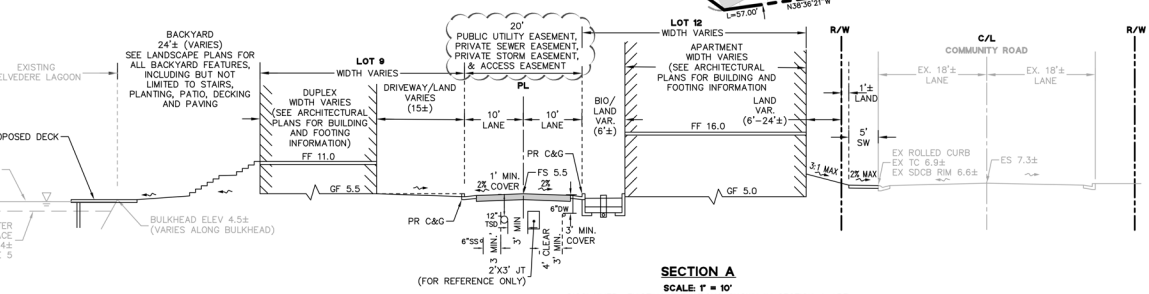 L=57.00'
N38°36'21"W
BACKYARD
24'± (VARIES)
SEE LANDSCAPE PLANS FOR
ALL BACKYARD FEATURES,
INCLUDING BUT NOT
LIMITED TO STAIRS,
PLANTING, PATIO, DECKING
AND PAVING
EXISTING
ELVEDERE LAGOON
OPOSED DECK
LOT 9
WIDTH VARIES
DUPLEX
WIDTH VARIES
(SEE ARCHITECTURAL
PLANS FOR BUILDING
AND FOOTING
INFORMATION)
FF 11.0
GF 5.5
DRIVEWAY/LAND
VARIES
(15±)
20'
PUBLIC UTILITY EASEMENT,
PRIVATE SEWER EASEMENT,
PRIVATE STORM EASEMENT,
& ACCESS EASEMENT
PL
10'
LANE
10'
LANE
PR C&G
1' MIN.
COVER
FS 5.5
2%
2%
PR C&G
12"
TSD
6"SS
3' MIN.
3' MIN
6"DW
3' MIN.
COVER
4' CLEAR
3' MIN.
2'X3' JT
(FOR REFERENCE ONLY)
BIO/
LAND
VAR.
(6'±)
LOT 12
WIDTH VARIES
APARTMENT
WIDTH VARIES
(SEE ARCHITECTURAL
PLANS FOR BUILDING AND
FOOTING INFORMATION
LAND
VAR.
(6'-24'±)
FF 16.0
GF 5.0
3:1 MAX
2% MAX
R/W
1'±
LAND
5'
SW
C/L
COMMUNITY ROAD
EX. 18'±
LANE
EX. 18'±
LANE
R/W
EX ROLLED CURB
EX TC 6.9±
EX SDCB RIM 6.6±
ES 7.3±
BULKHEAD ELEV 4.5±
(VARIES ALONG BULKHEAD)
TER
ACE
4±
E 5
SECTION A
SCALE: 1" = 10'